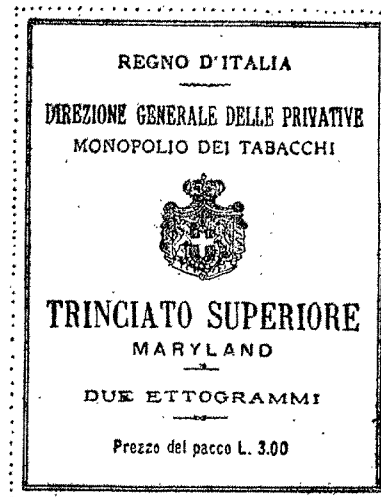 REGNO D'ITALIA
DIREZIONE GENERALE DELLE PRIVATIVE
MONOPOLIO DEI TABACCHI
TRINCIATO SUPERIORE
MARYLAND
DUE ETTOGRAMMI
Prezzo del pacco L. 3.00